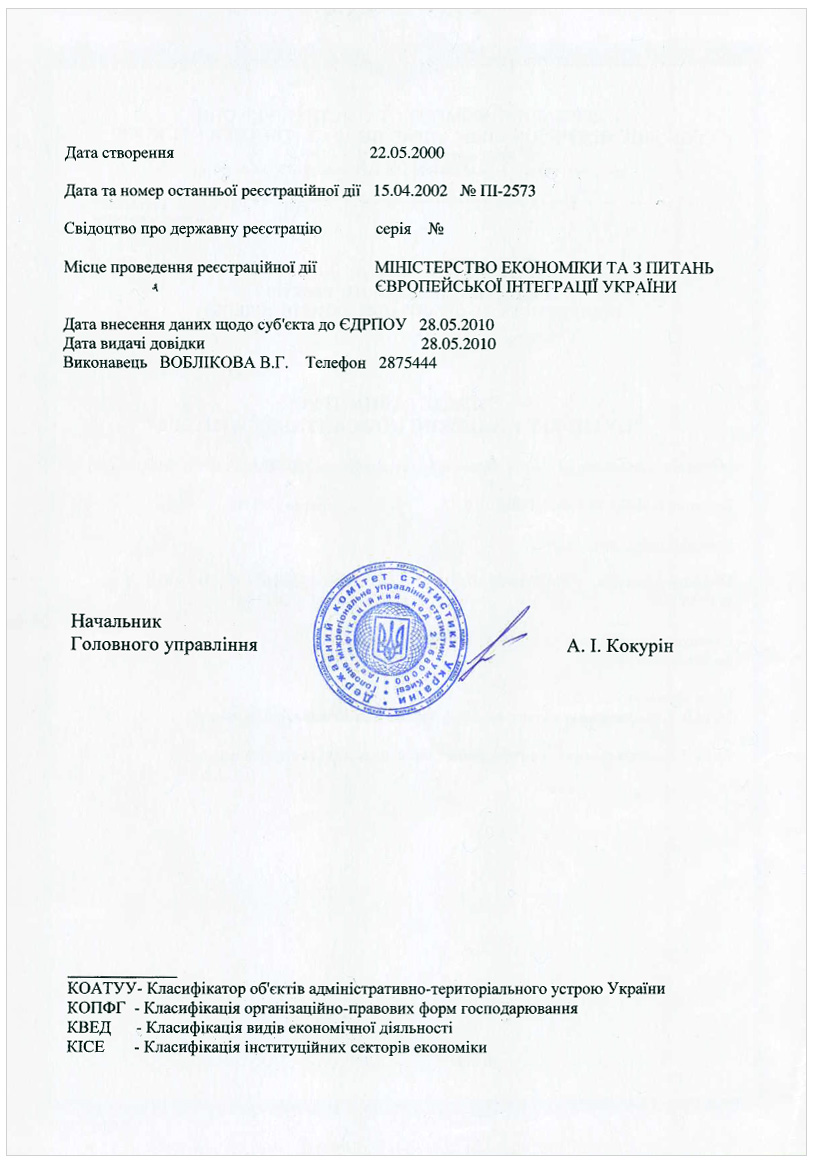 Дата створення 22.05.2000
Дата та номер останньої реєстраційної дії 15.04.2002 № ПІ-2573
Свідоцтво про державну реєстрацію серія №
Місце проведення реєстраційної дії МІНІСТЕРСТВО ЕКОНОМІКИ ТА З ПИТАНЬ
ЄВРОПЕЙСЬКОЇ ІНТЕГРАЦІЇ УКРАЇНИ
Дата внесення даних щодо суб'єкта до ЄДРПОУ 28.05.2010
Дата видачі довідки 28.05.2010
Виконавець ВОБЛІКОВА В.Г. Телефон 2875444
Державний комітет статистики України
Головне міжрегіональне управління статистики у м.Києві
Ідентифікаційний код
Начальник
Головного управління А. І. Кокурін
КОАТУУ- Класифікатор об'єктів адміністративно-територіального устрою України
КОПФГ - Класифікація організаційно-правових форм господарювання
КВЕД - Класифікація видів економічної діяльності
КІСЕ - Класифікація інституційних секторів економіки